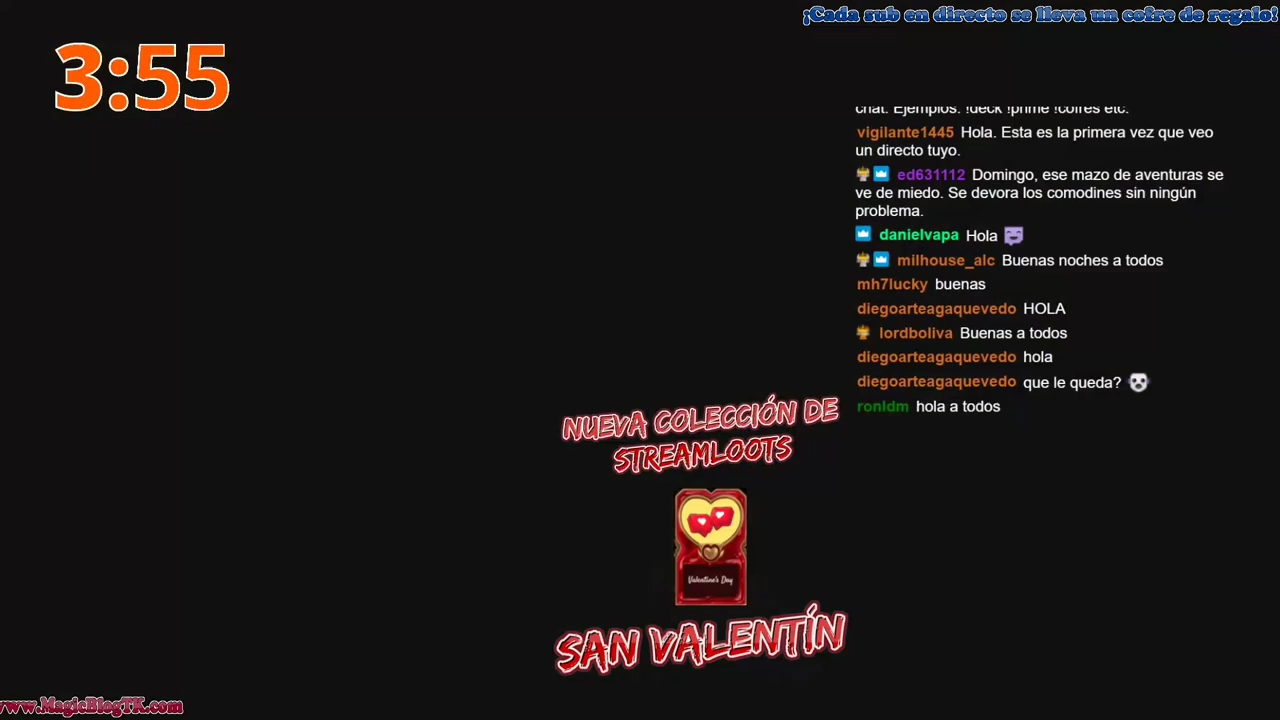 ¡Cada sub en directo se lleva un cofre de regalo!
3:55
chat. Ejemplos: !deck !prime !cofres etc.
vigilante1445 Hola. Esta es la primera vez que veo
un directo tuyo.
ed631112 Domingo, ese mazo de aventuras se
ve de miedo. Se devora los comodines sin ningún
problema.
danielvapa Hola
milhouse_alc Buenas noches a todos
mh7lucky buenas
diegoarteagaquevedo HOLA
lordboliva Buenas a todos
diegoarteagaquevedo hola
diegoarteagaquevedo que le queda?
ronldm hola a todos
NUEVA COLECCIÓN DE
STREAMLOOTS
Valentine's Day
SAN VALENTÍN
www.MagicBlogTK.com